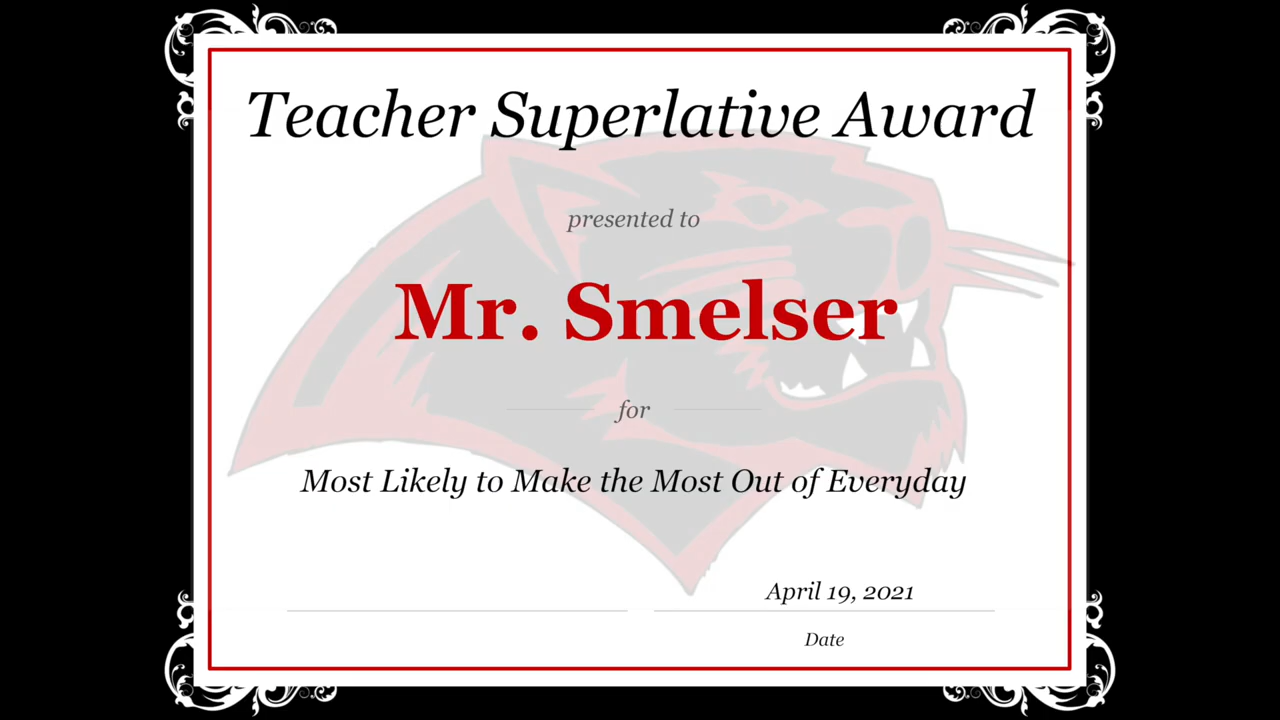 Teacher Superlative Award
presented to
Mr. Smelser
for
Most Likely to Make the Most Out of Everyday
April 19, 2021
Date